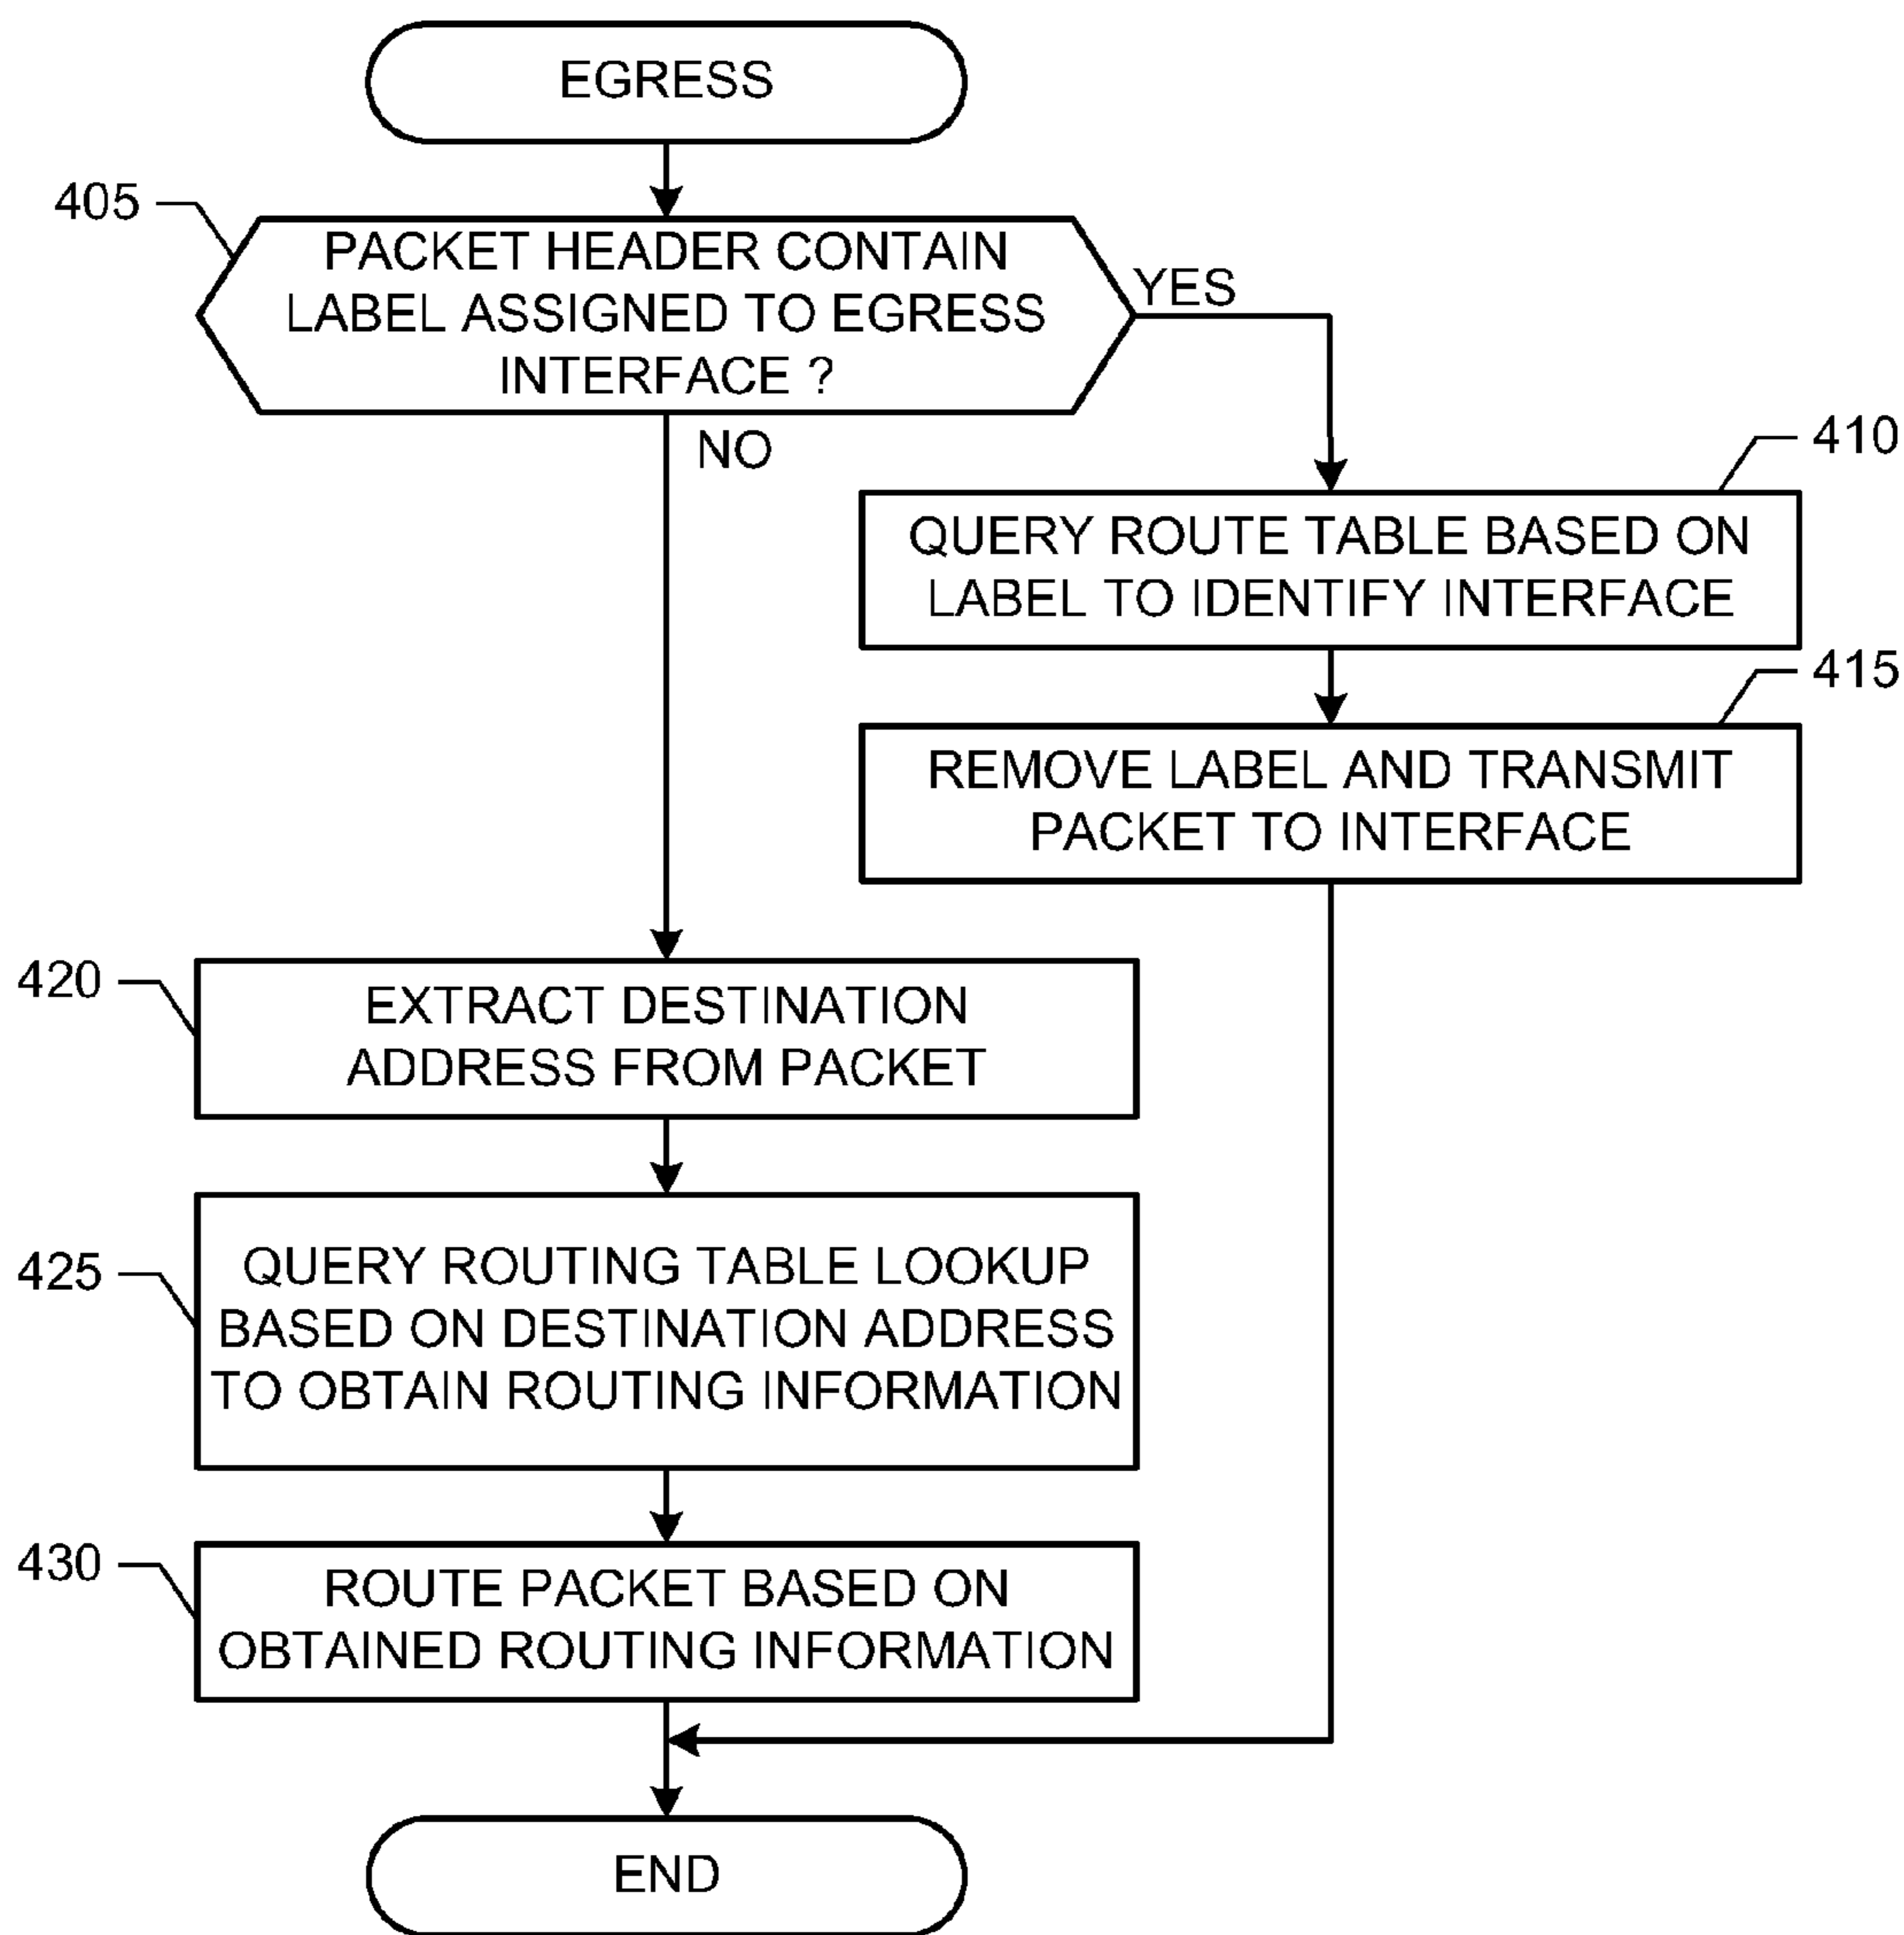 EGRESS
405
PACKET HEADER CONTAIN
LABEL ASSIGNED TO EGRESS
INTERFACE ?
YES
NO
410
QUERY ROUTE TABLE BASED ON
LABEL TO IDENTIFY INTERFACE
415
REMOVE LABEL AND TRANSMIT
PACKET TO INTERFACE
420
EXTRACT DESTINATION
ADDRESS FROM PACKET
425
QUERY ROUTING TABLE LOOKUP
BASED ON DESTINATION ADDRESS
TO OBTAIN ROUTING INFORMATION
430
ROUTE PACKET BASED ON
OBTAINED ROUTING INFORMATION
END